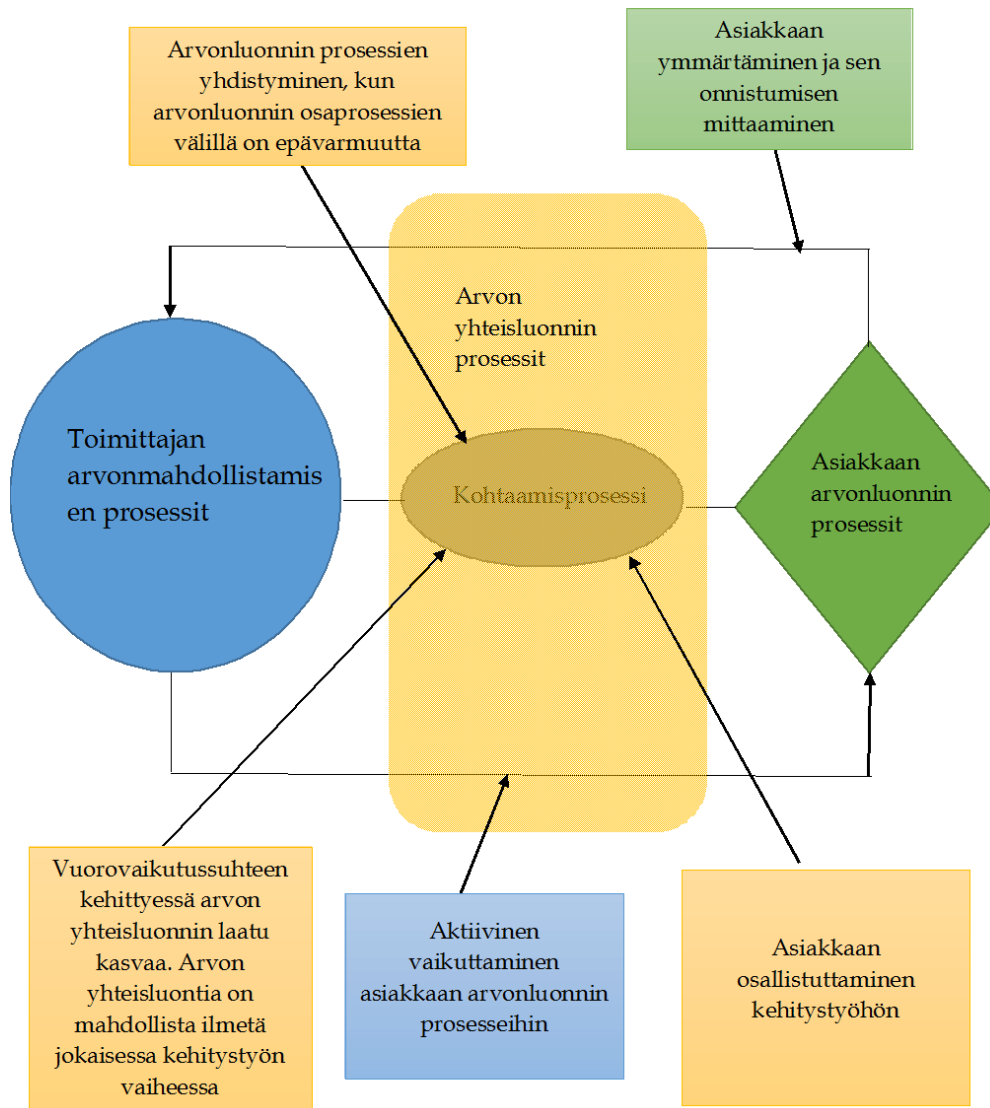 Arvonluonnin prosessien
yhdistyminen, kun
arvonluonnin osaprosessien
välillä on epävarmuutta
Asiakkaan
ymmärtäminen ja sen
onnistumisen
mittaaminen
Arvon
yhteisluonnin
prosessit
Toimittajan
arvonmahdollistamis
en prosessit
Kohtaamisprosessi
Asiakkaan
arvonluonnin
prosessit
Vuorovaikutussuhteen
kehittyessä arvon
yhteisluonnin laatu
kasvaa. Arvon
yhteisluontia on
mahdollista ilmetä
jokaisessa kehitystyön
vaiheessa
Aktiivinen
vaikuttaminen
asiakkaan arvonluonnin
prosesseihin
Asiakkaan
osallistuttaminen
kehitystyöhön